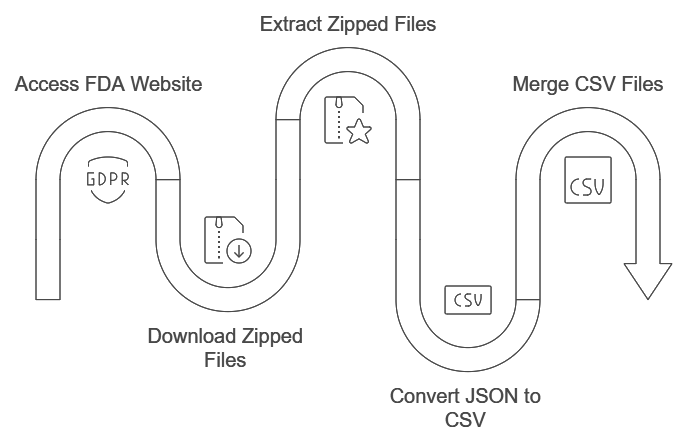 Extract Zipped Files
Access FDA Website
Merge CSV Files
GDPR
CSV
CSV
Download Zipped
Files
Convert JSON to
CSV